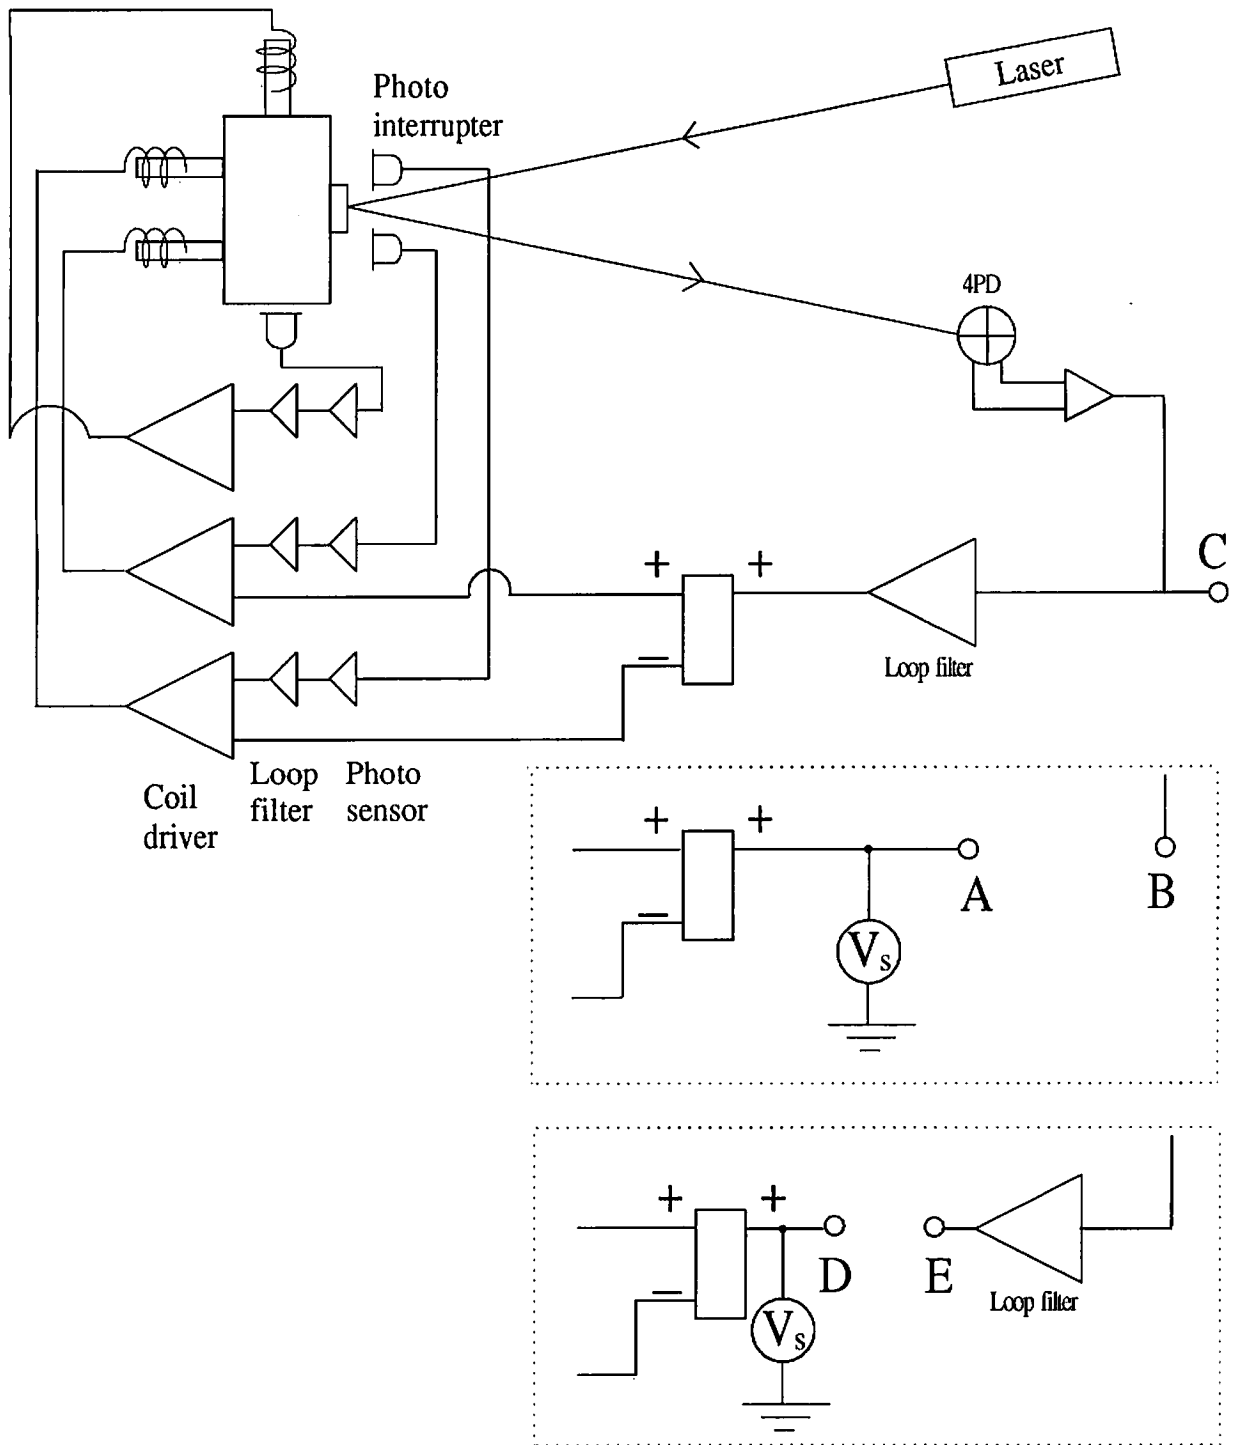 Laser
Photo
interrupter
4PD
C
+ +
−
Loop filter
Loop
filter
Photo
sensor
Coil
driver
+ +
−
A
B
Vs
+ +
−
D
E
Vs
Loop filter